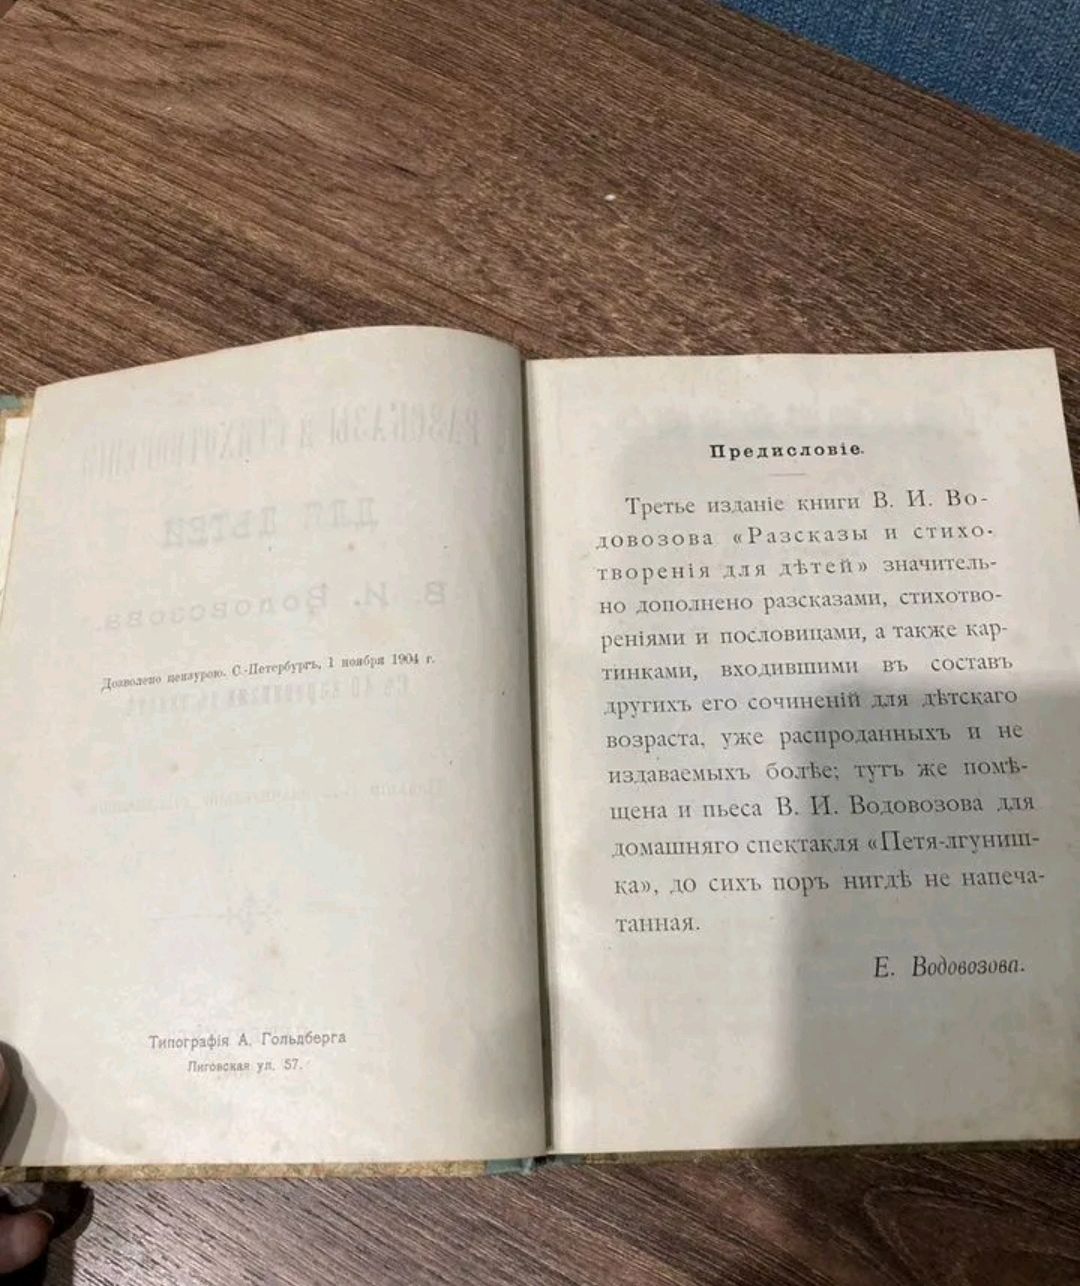 Дозволено цензурою. С.-Петербургъ, 1 ноября 1904 г.
Типографія А. Гольдберга
Лиговская ул. 57.
Предисловіе.
Третье изданіе книги В. И. Во-
довозова «Разсказы и стихо-
творенія для дѣтей» значитель-
но дополнено разсказами, стихотво-
реніями и пословицами, а также кар-
тинками, входившими въ составъ
другихъ его сочиненій для дѣтскаго
возраста, уже распроданныхъ и не
издаваемыхъ болѣе; тутъ же помѣ-
щена и пьеса В. И. Водовозова для
домашняго спектакля «Петя-лгуниш-
ка», до сихъ поръ нигдѣ не напеча-
танная.
Е. Водовозова.